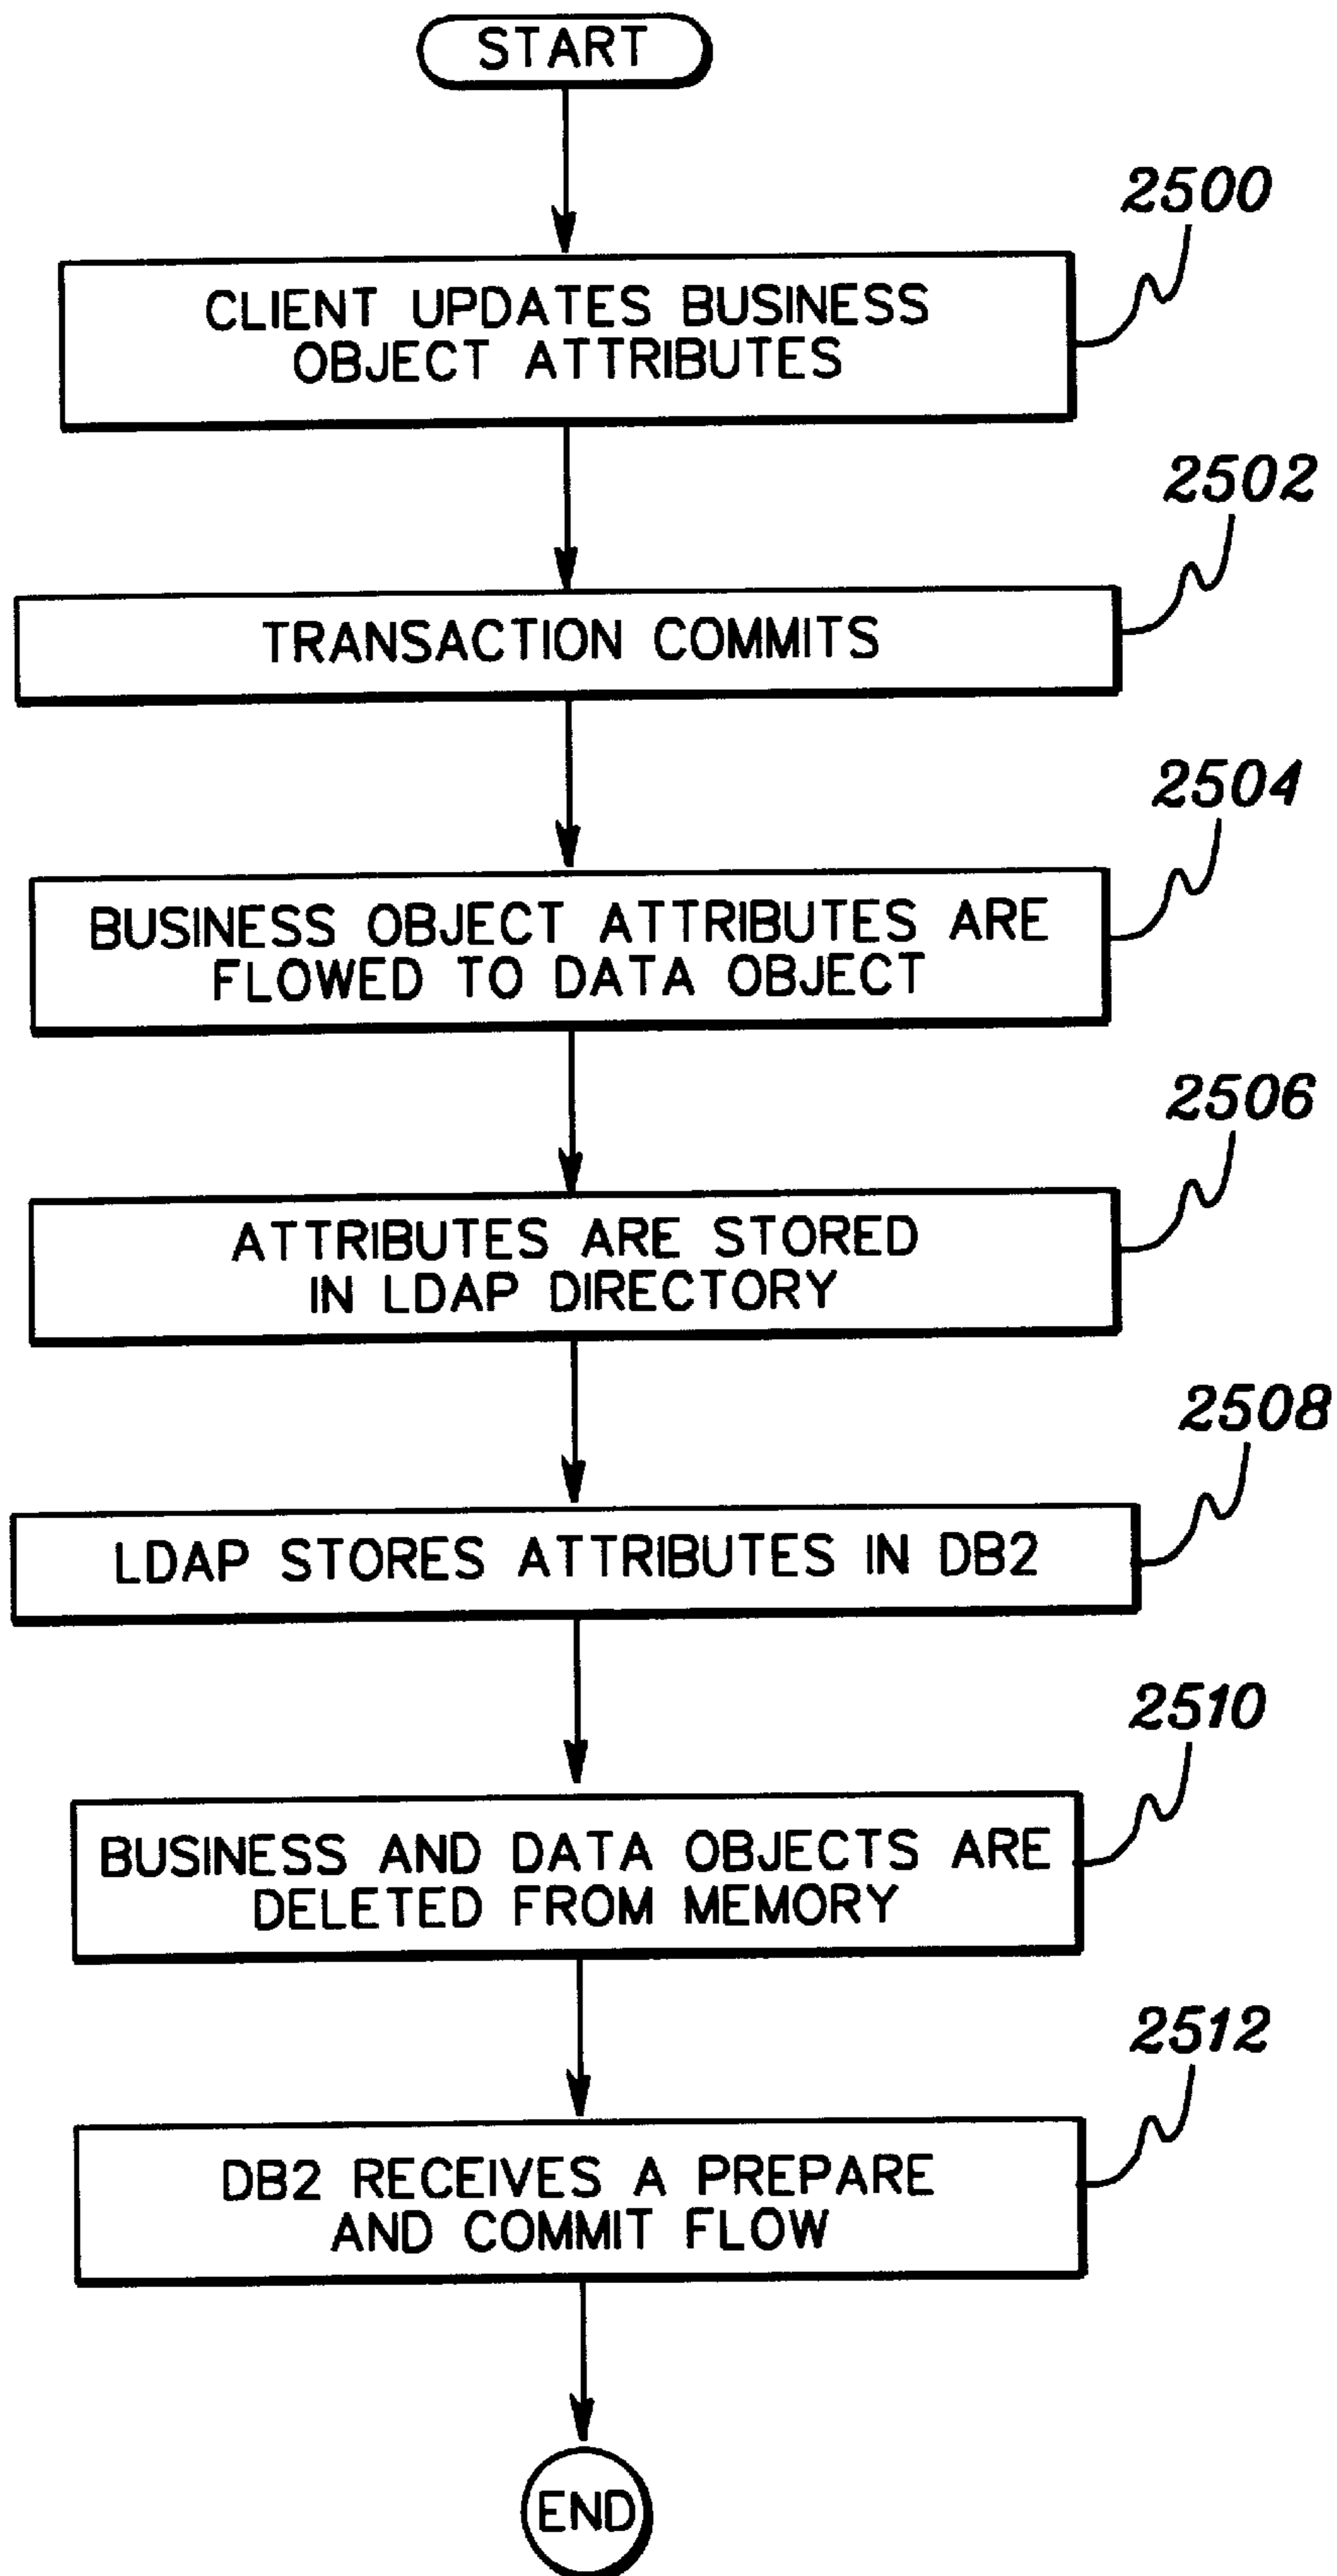 START
2500
CLIENT UPDATES BUSINESS
OBJECT ATTRIBUTES
2502
TRANSACTION COMMITS
2504
BUSINESS OBJECT ATTRIBUTES ARE
FLOWED TO DATA OBJECT
2506
ATTRIBUTES ARE STORED
IN LDAP DIRECTORY
2508
LDAP STORES ATTRIBUTES IN DB2
2510
BUSINESS AND DATA OBJECTS ARE
DELETED FROM MEMORY
2512
DB2 RECEIVES A PREPARE
AND COMMIT FLOW
END